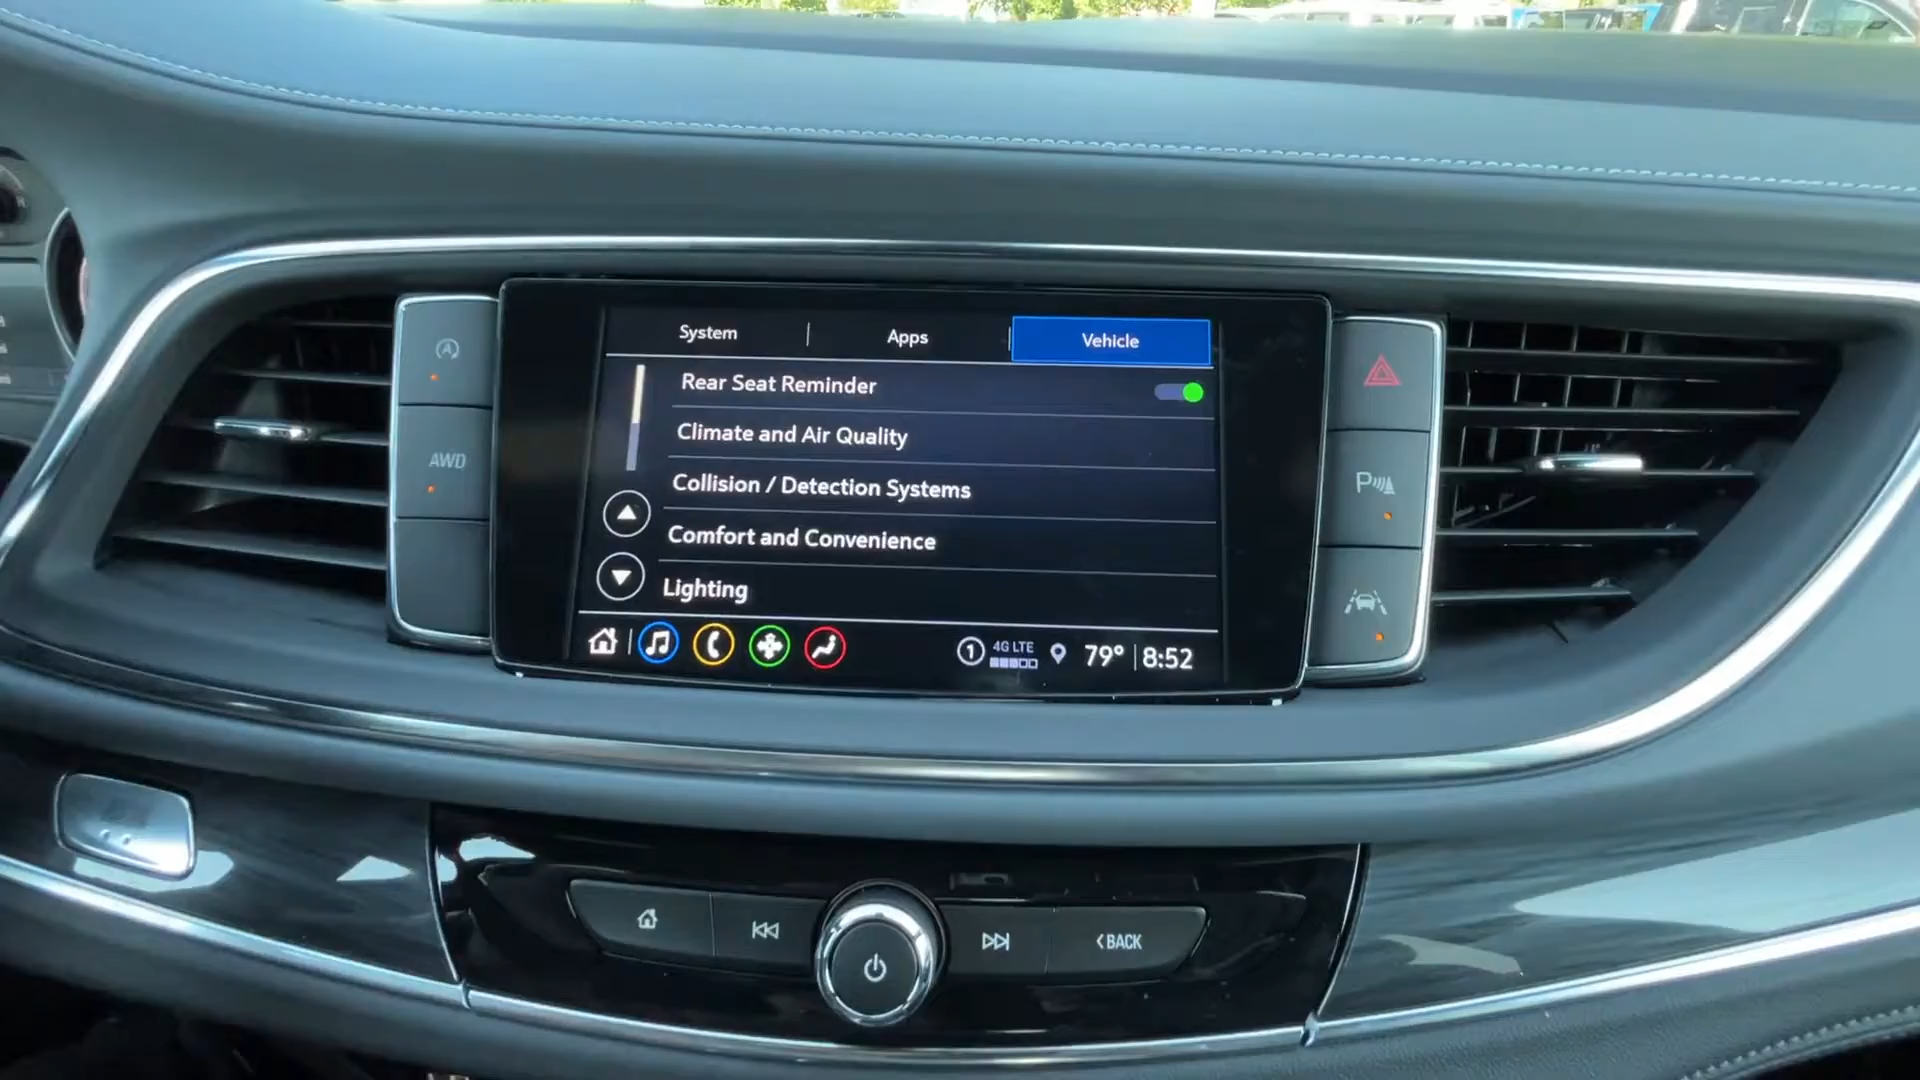 System
Apps
Vehicle
Rear Seat Reminder
Climate and Air Quality
Collision / Detection Systems
Comfort and Convenience
Lighting
1
4G LTE
79° 8:52
A
AWD
P
BACK